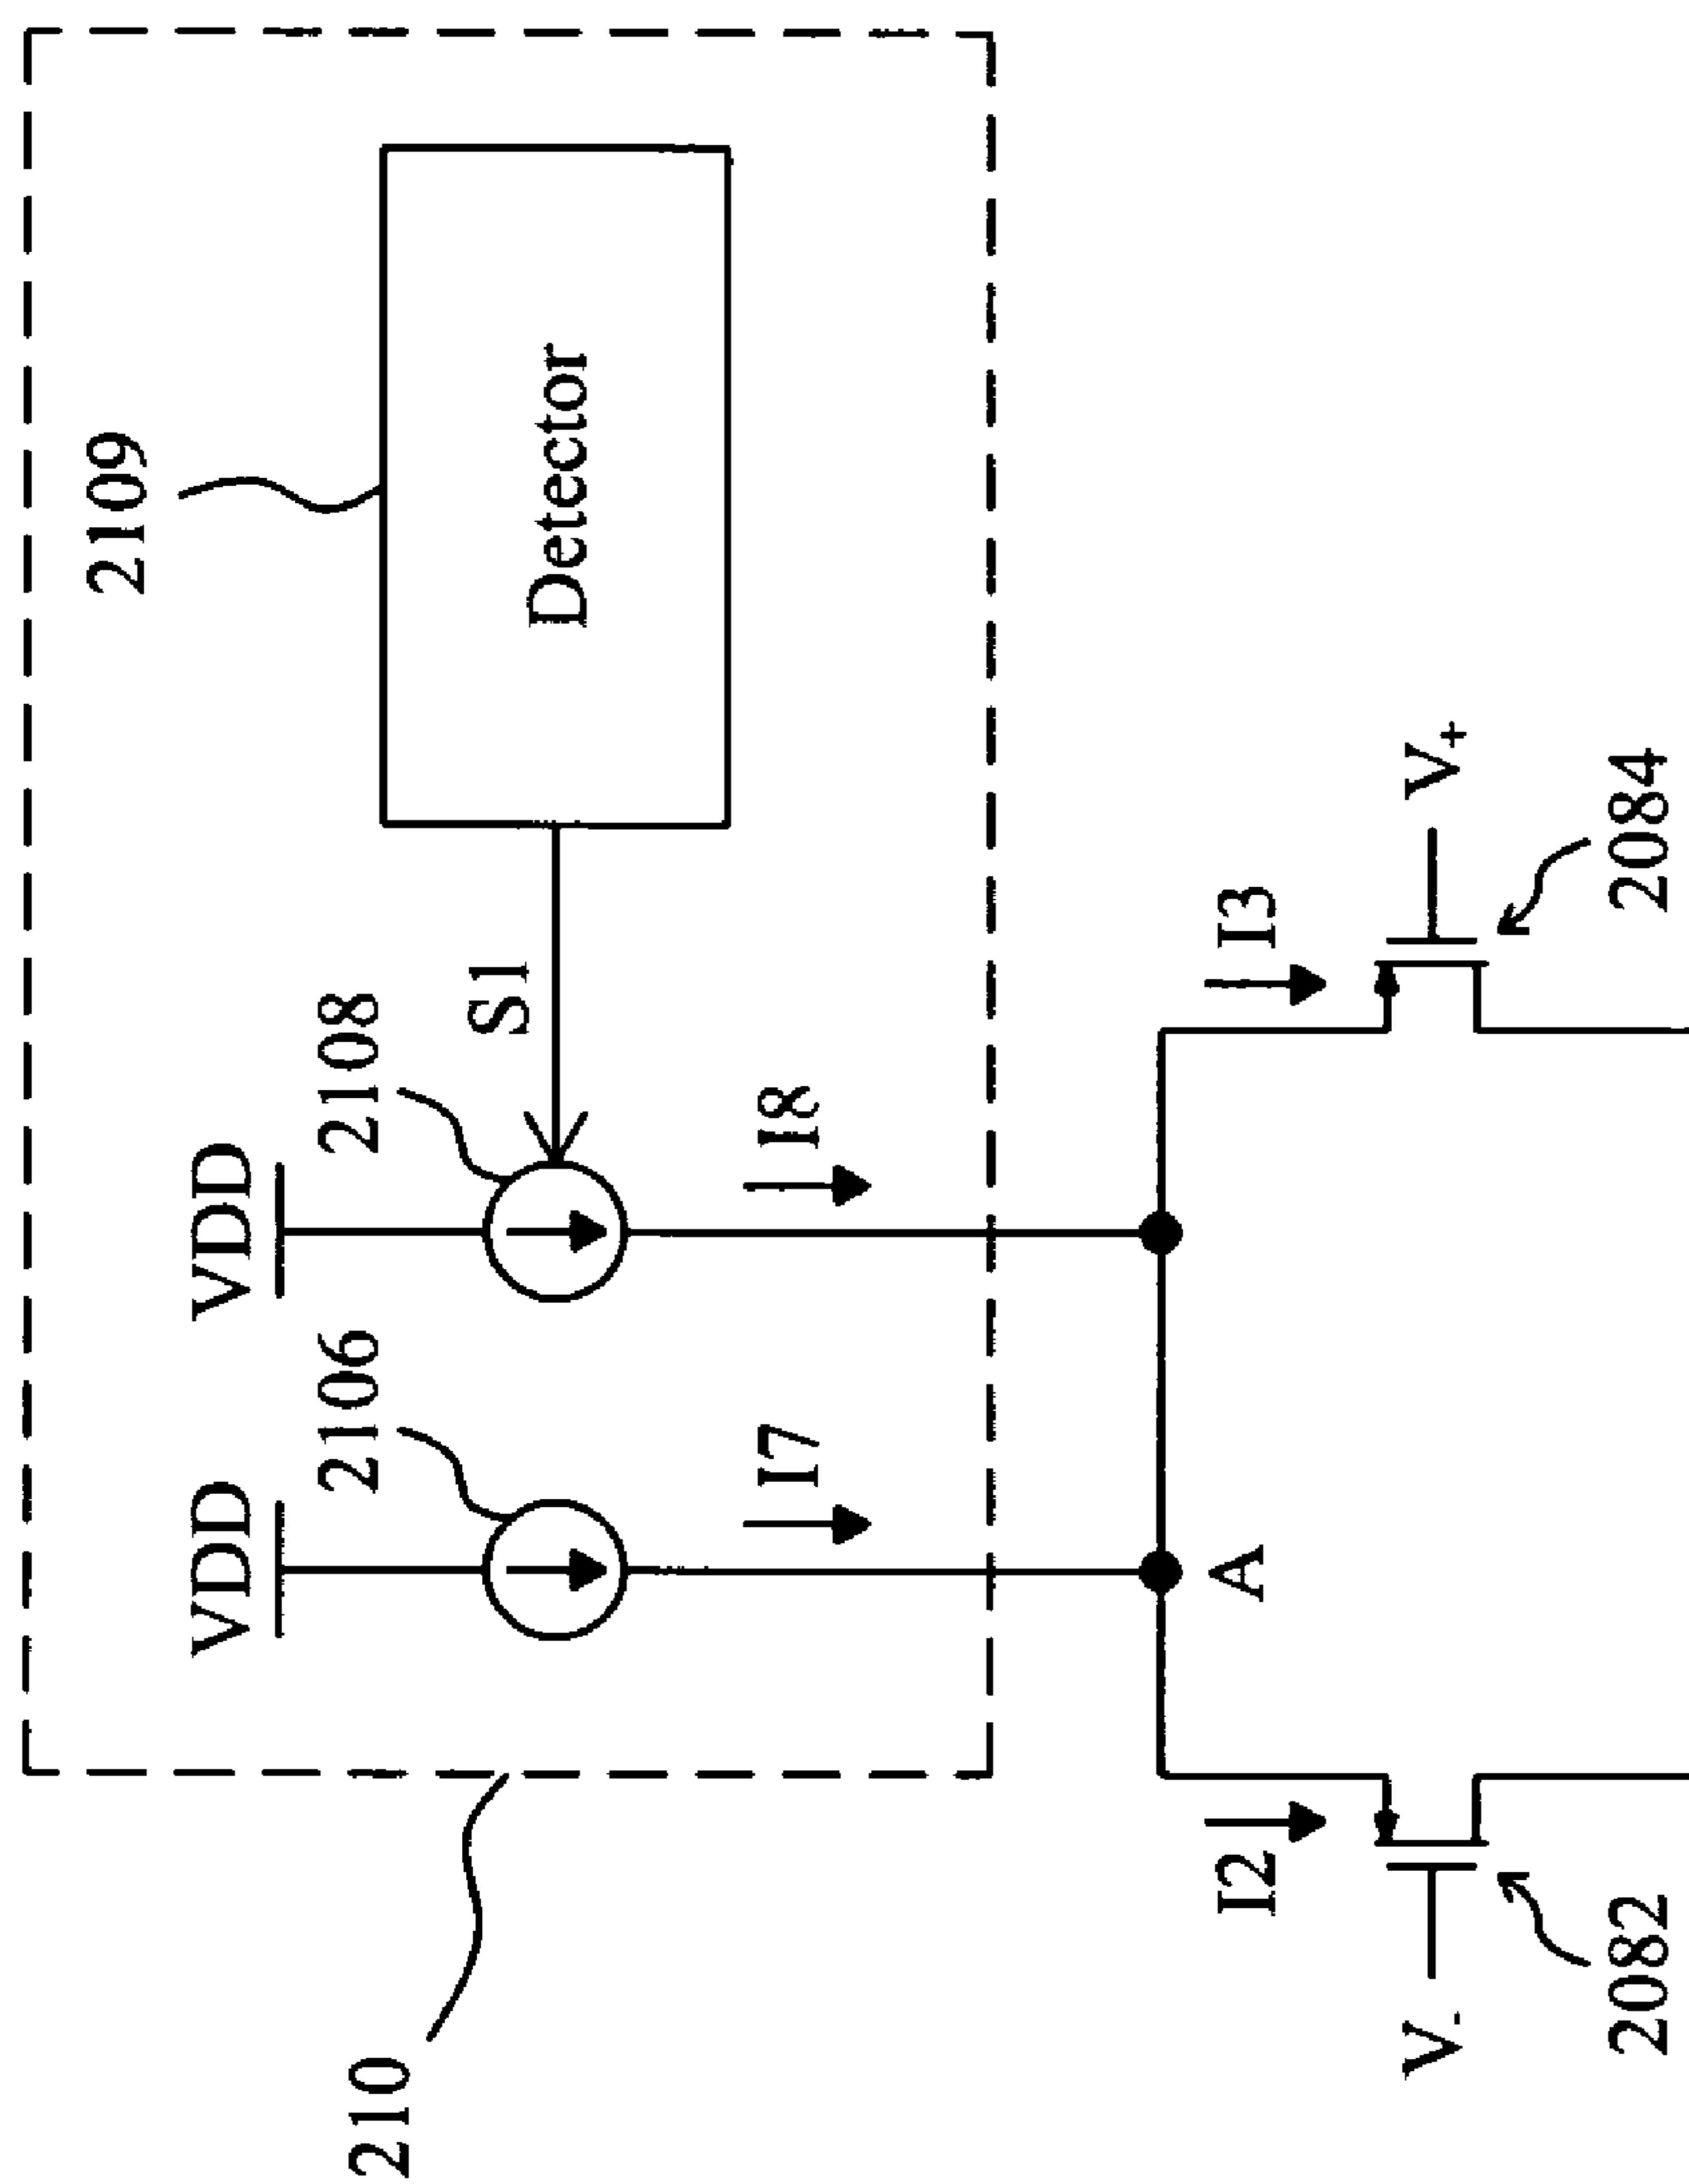 210
2109
VDD
VDD
2106
2108
S1
Detector
I7
I8
A
I2
I3
V-
V+
2082
2084